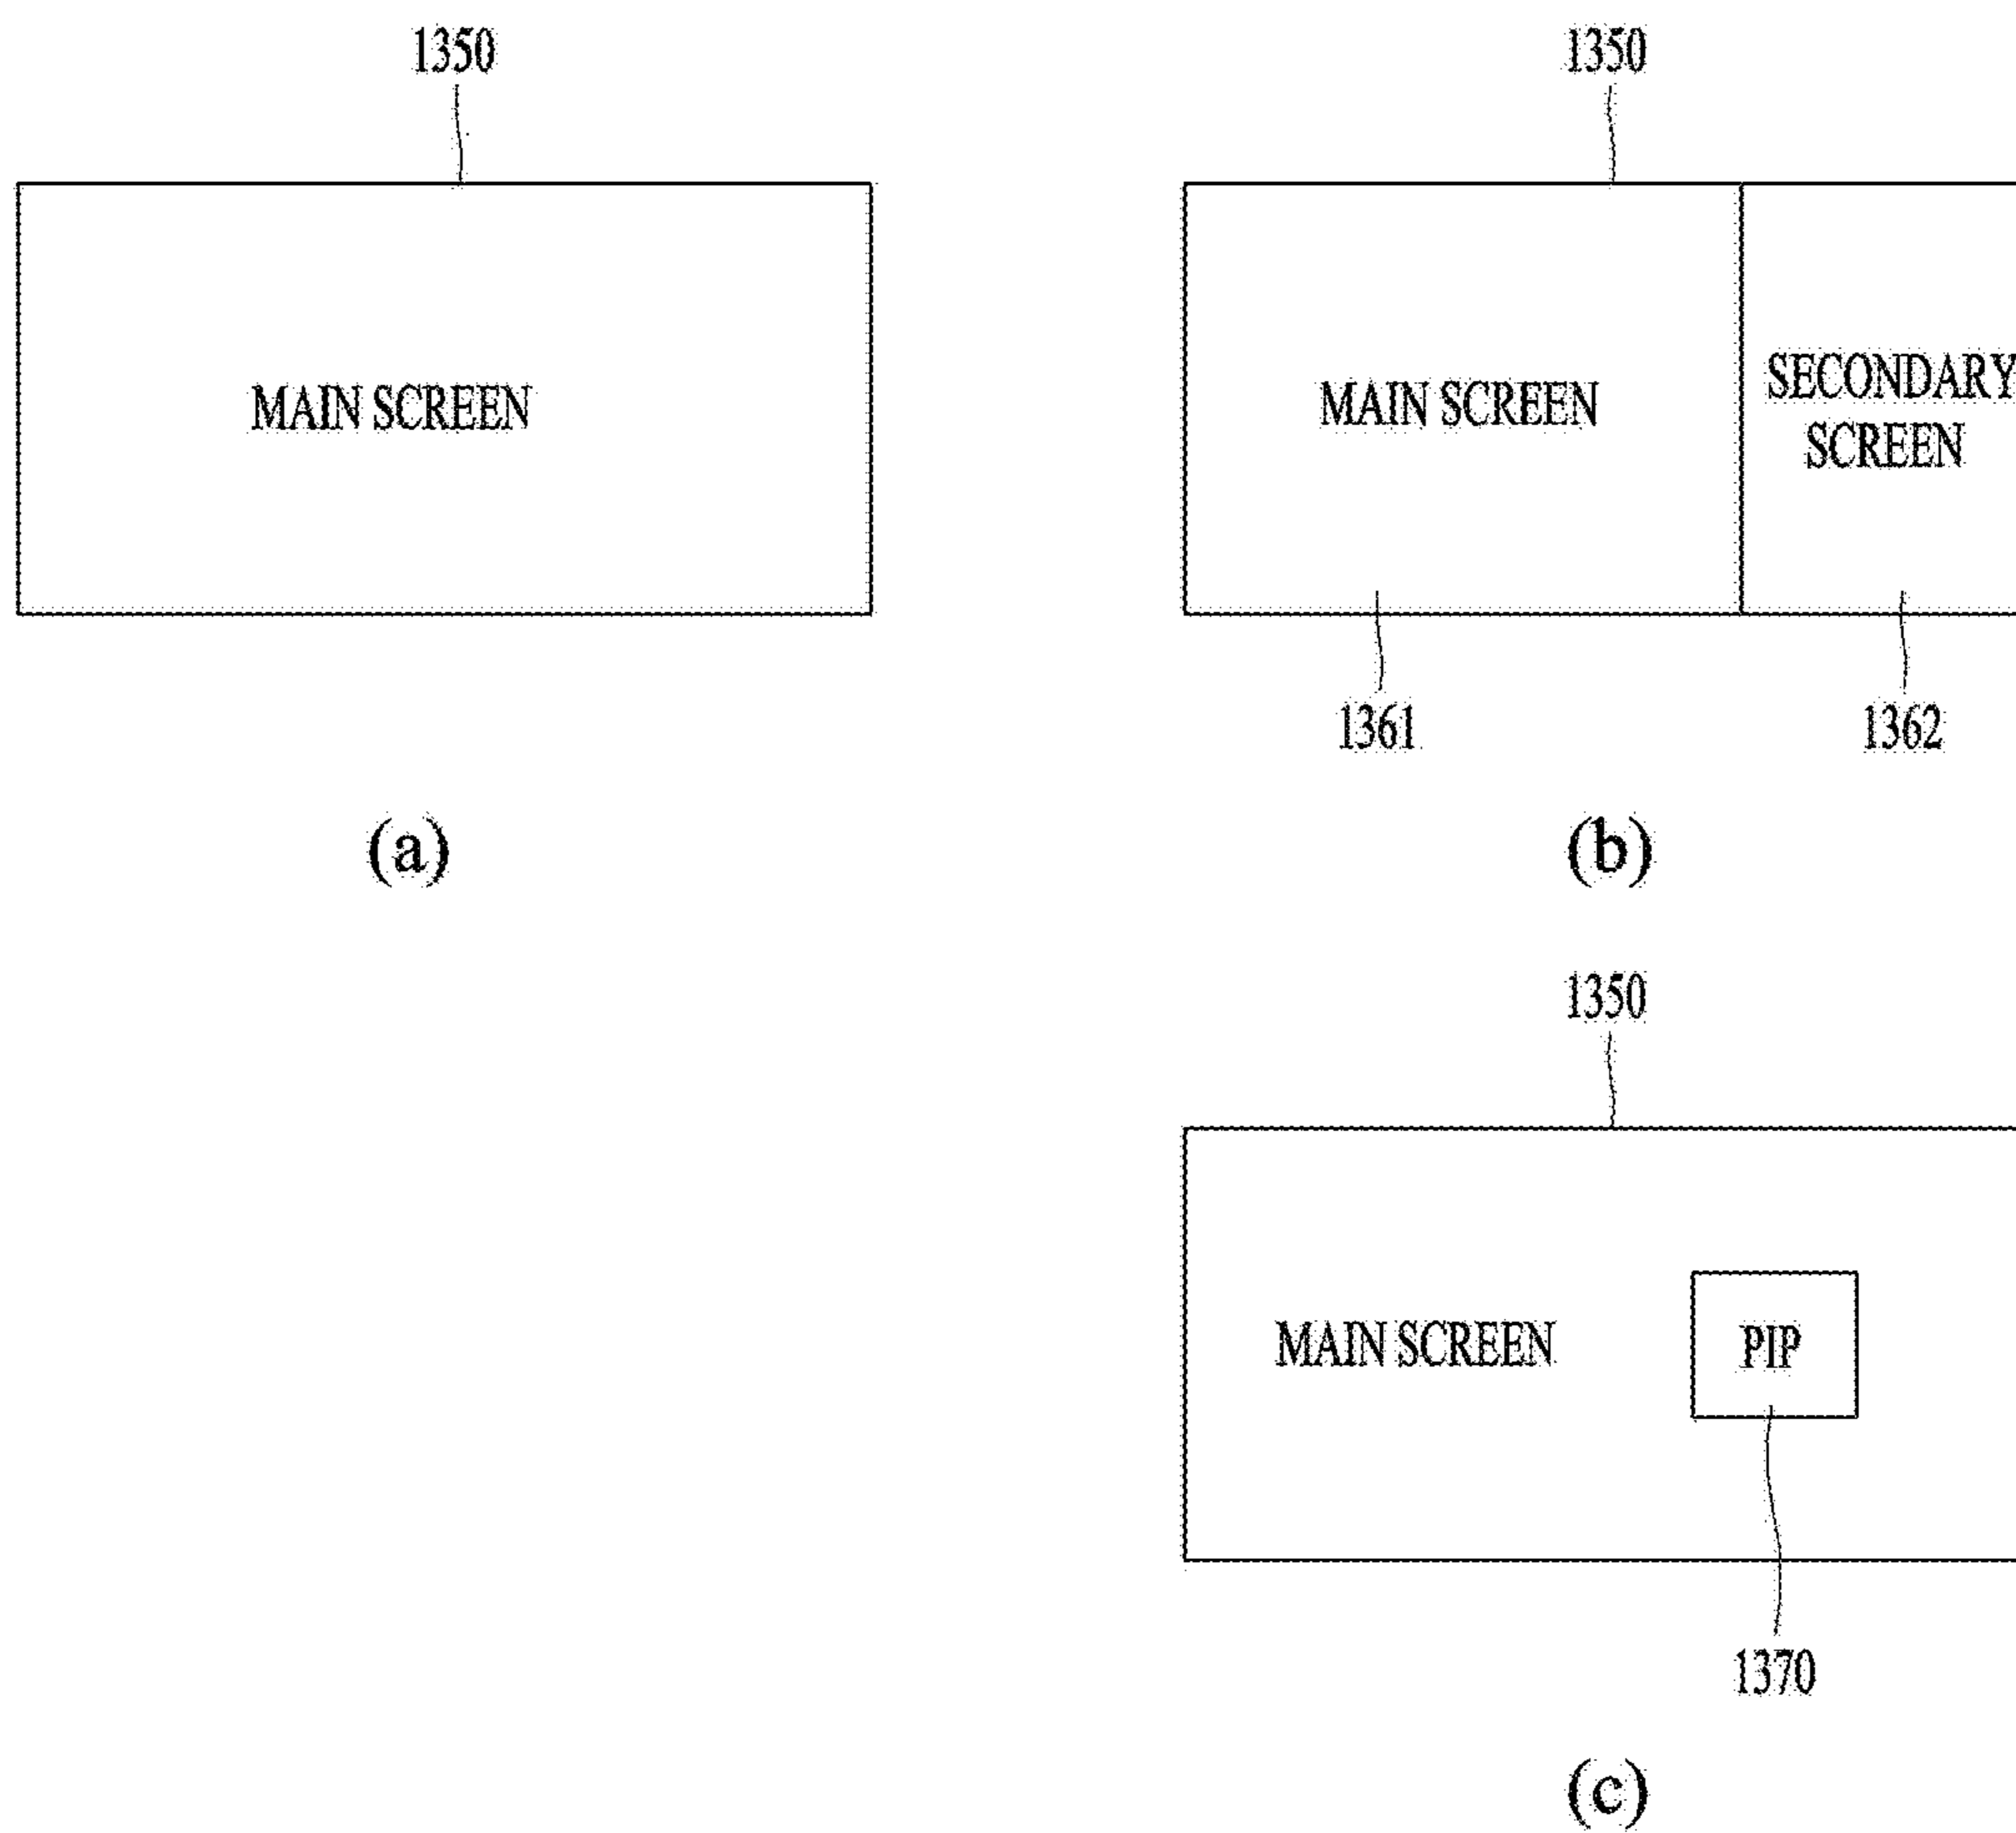 1350
1350
MAIN SCREEN
MAIN SCREEN
SECONDARY
SCREEN
1361
1362
(a)
(b)
1350
MAIN SCREEN
PIP
1370
(c)